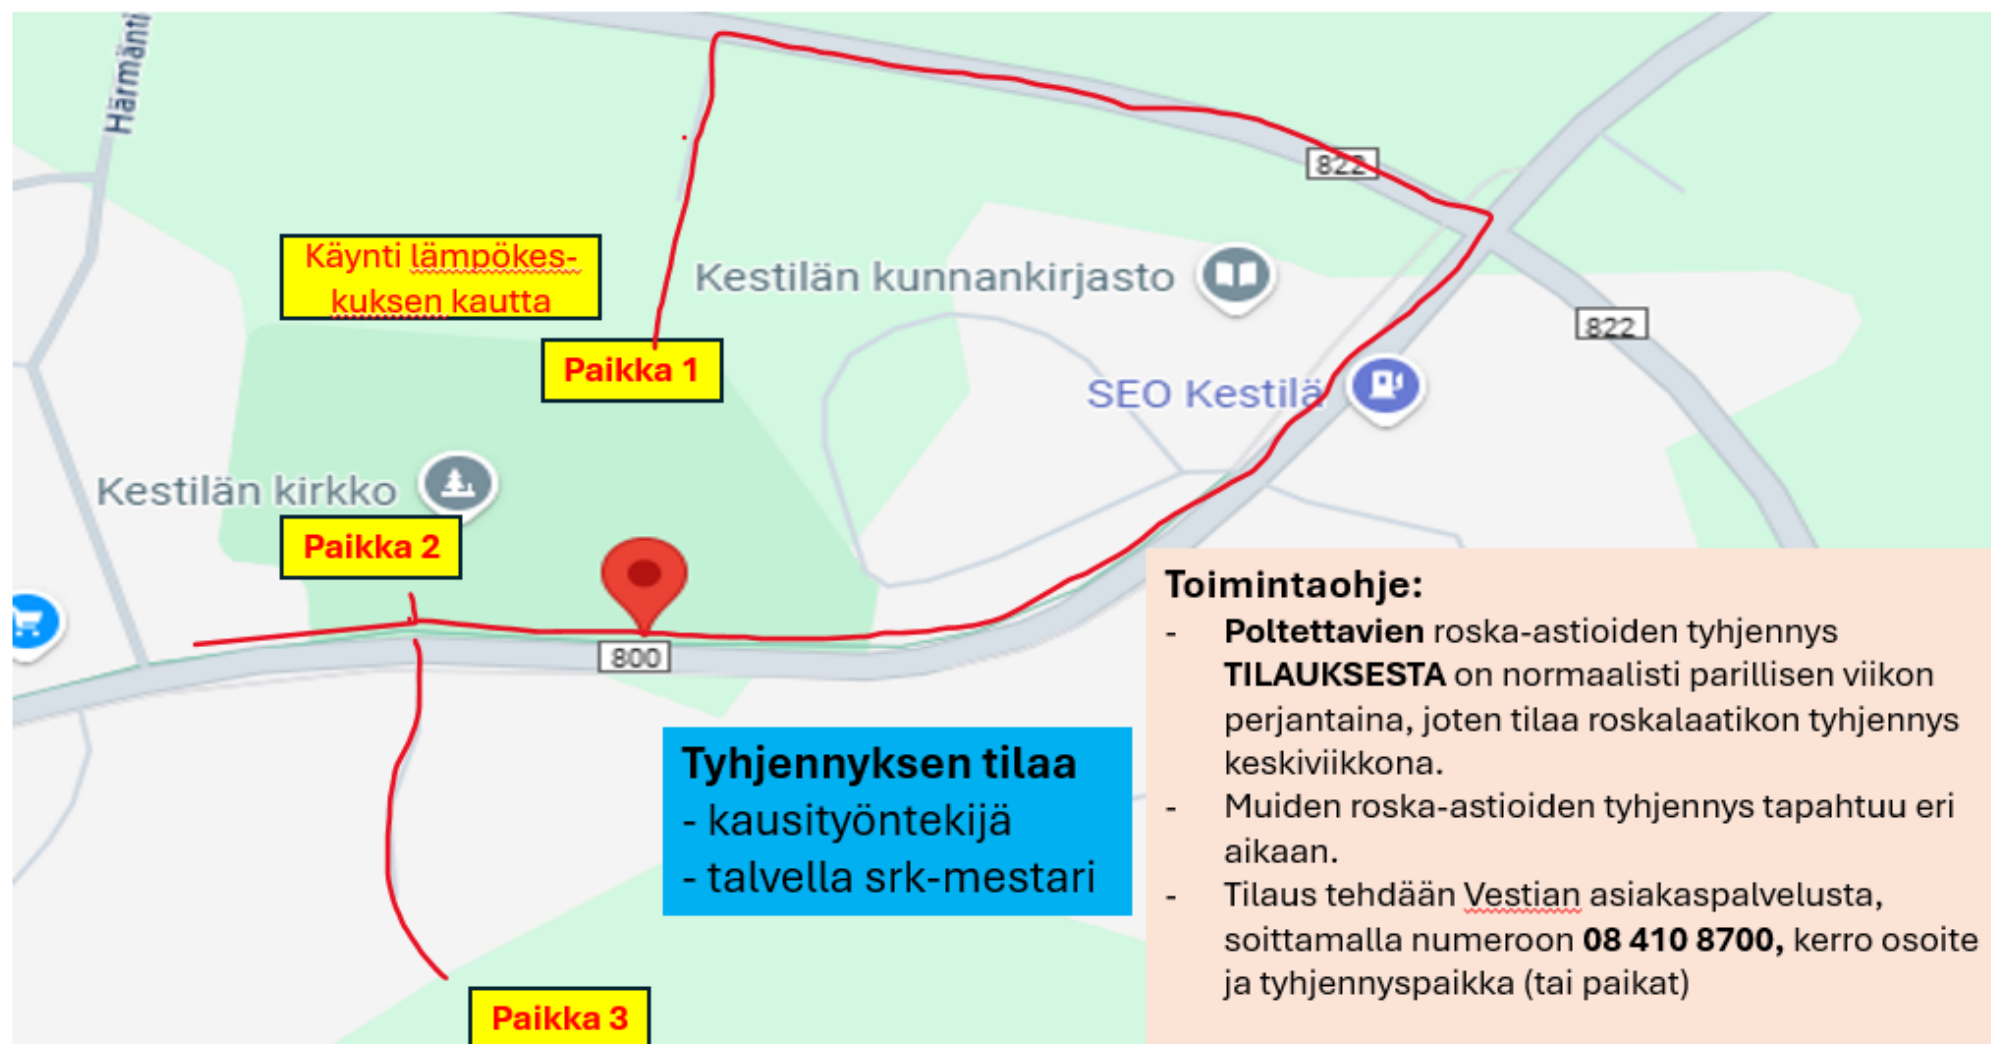 Härmänti
822
Käynti lämpökes-
kuksen kautta
Kestilän kunnankirjasto
822
Paikka 1
SEO Kestilä
Kestilän kirkko
Paikka 2
800
Toimintaohje:
- Poltettavien roska-astioiden tyhjennys
TILAUKSESTA on normaalisti parillisen viikon
perjantaina, joten tilaa roskalaatikon tyhjennys
keskiviikkona.
- Muiden roska-astioiden tyhjennys tapahtuu eri
aikaan.
- Tilaus tehdään Vestian asiakaspalvelusta,
soittamalla numeroon 08 410 8700, kerro osoite
ja tyhjennyspaikka (tai paikat)
Tyhjennyksen tilaa
- kausityöntekijä
- talvella srk-mestari
Paikka 3